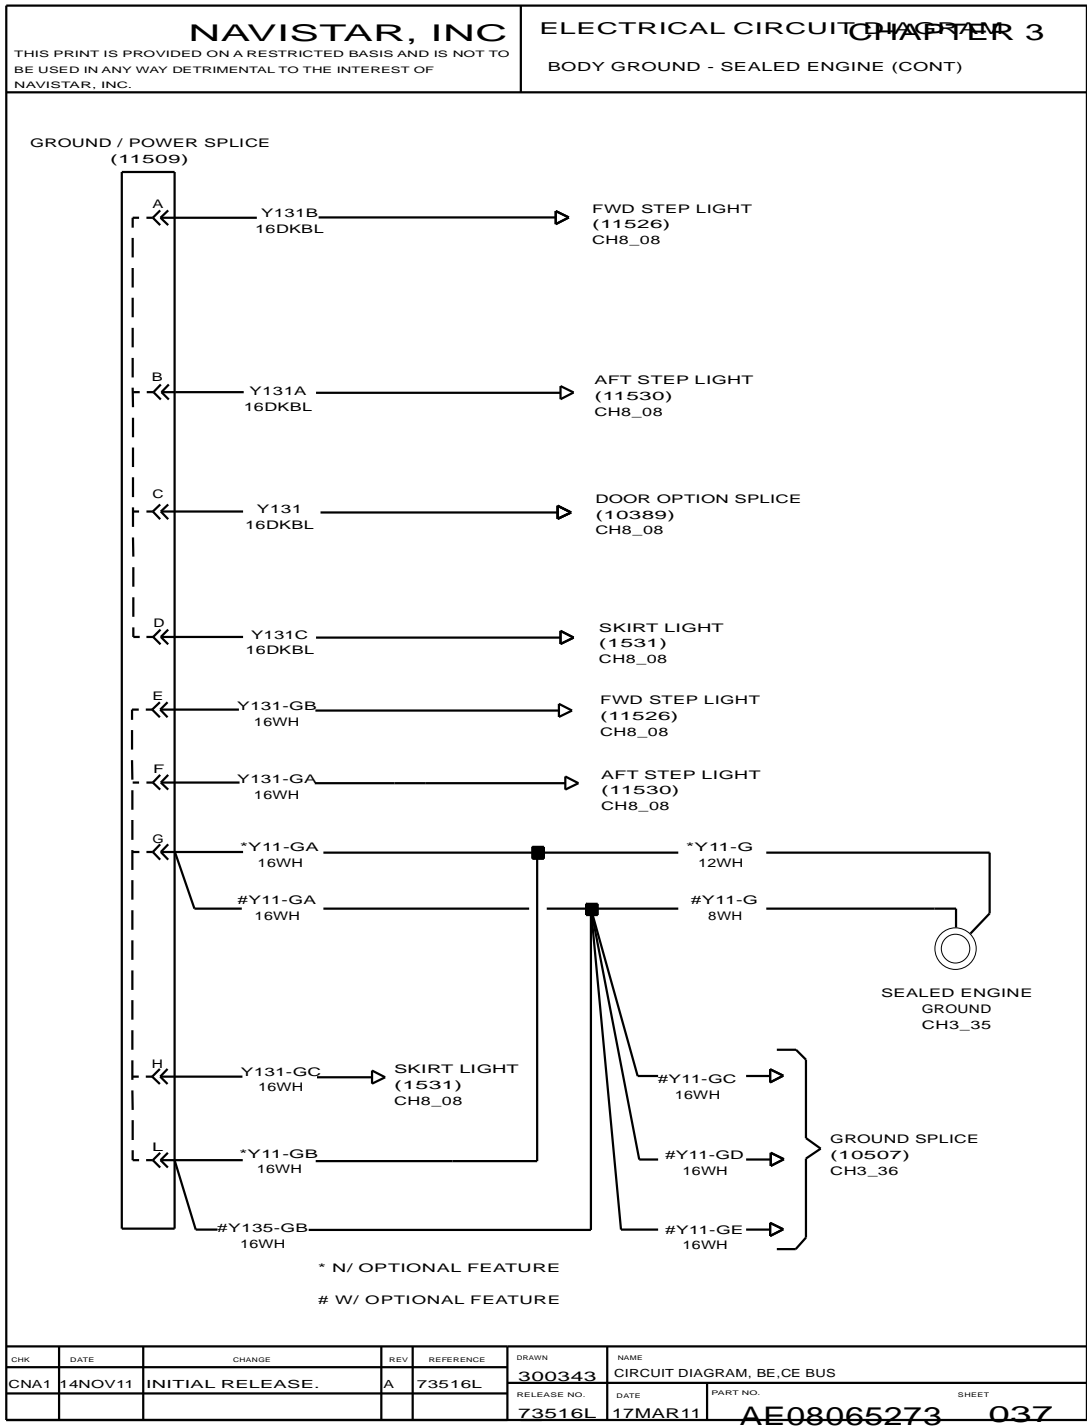 NAVISTAR, INC
THIS PRINT IS PROVIDED ON A RESTRICTED BASIS AND IS NOT TO
BE USED IN ANY WAY DETRIMENTAL TO THE INTEREST OF
NAVISTAR, INC.
ELECTRICAL CIRCUIT DIAGRAM
CHAPTER 3
BODY GROUND - SEALED ENGINE (CONT)
GROUND / POWER SPLICE
(11509)
A
Y131B
16DKBL
FWD STEP LIGHT
(11526)
CH8_08
B
Y131A
16DKBL
AFT STEP LIGHT
(11530)
CH8_08
C
Y131
16DKBL
DOOR OPTION SPLICE
(10389)
CH8_08
D
Y131C
16DKBL
SKIRT LIGHT
(1531)
CH8_08
E
Y131-GB
16WH
FWD STEP LIGHT
(11526)
CH8_08
F
Y131-GA
16WH
AFT STEP LIGHT
(11530)
CH8_08
G
*Y11-GA
16WH
*Y11-G
12WH
#Y11-GA
16WH
#Y11-G
8WH
SEALED ENGINE
GROUND
CH3_35
H
Y131-GC
16WH
SKIRT LIGHT
(1531)
CH8_08
#Y11-GC
16WH
L
*Y11-GB
16WH
#Y11-GD
16WH
GROUND SPLICE
(10507)
CH3_36
#Y135-GB
16WH
#Y11-GE
16WH
* N/ OPTIONAL FEATURE
# W/ OPTIONAL FEATURE
CHK DATE CHANGE REV REFERENCE
CNA1 14NOV11 INITIAL RELEASE. A 73516L
DRAWN
300343
NAME
CIRCUIT DIAGRAM, BE,CE BUS
RELEASE NO.
73516L
DATE
17MAR11
PART NO.
AE08065273
SHEET
037